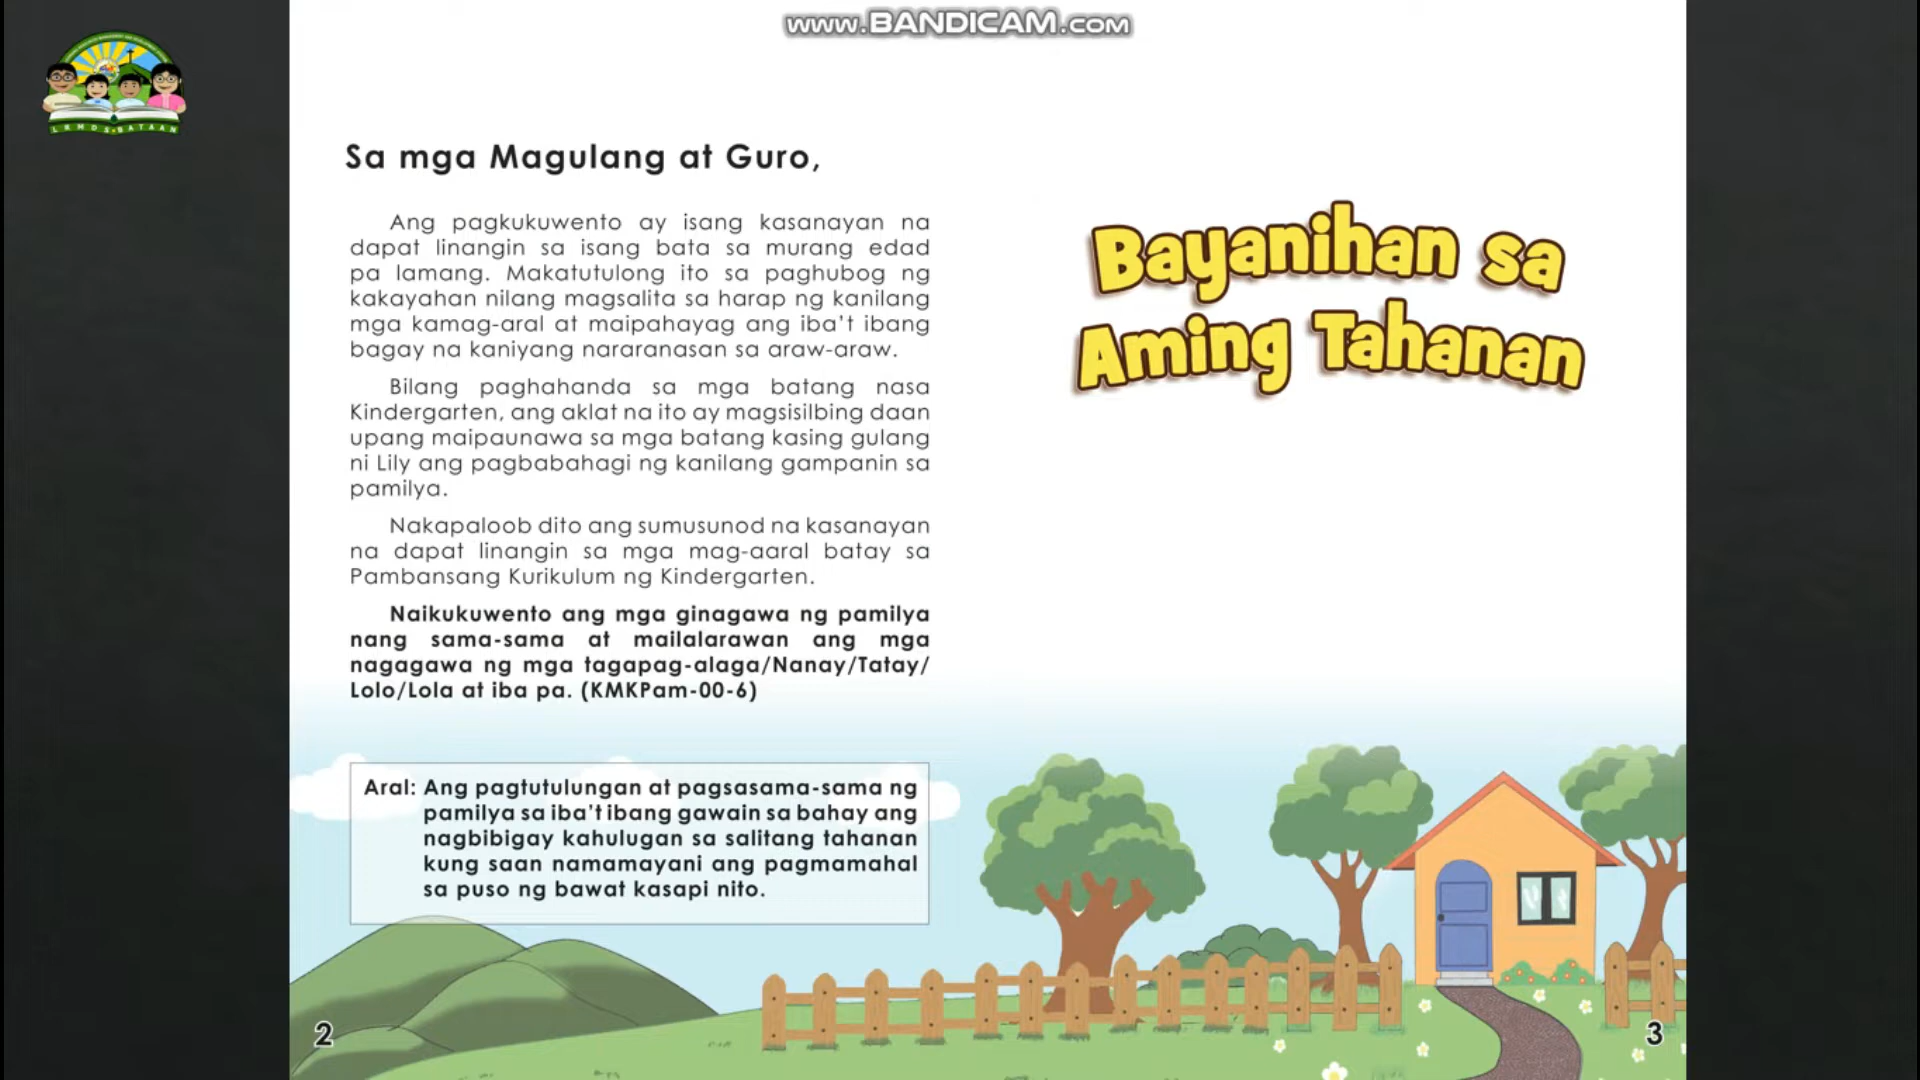 www.BANDICAM.com
LRMDS BATAAN
Sa mga Magulang at Guro,
Ang pagkukuwento ay isang kasanayan na
dapat linangin sa isang bata sa murang edad
pa lamang. Makatutulong ito sa paghubog ng
kakayahan nilang magsalita sa harap ng kanilang
mga kamag-aral at maipahayag ang iba't ibang
bagay na kaniyang nararanasan sa araw-araw.
Bilang paghahanda sa mga batang nasa
Kindergarten, ang aklat na ito ay magsisilbing daan
upang maipaunawa sa mga batang kasing gulang
ni Lily ang pagbabahagi ng kanilang gampanin sa
pamilya.
Nakapaloob dito ang sumusunod na kasanayan
na dapat linangin sa mga mag-aaral batay sa
Pambansang Kurikulum ng Kindergarten.
Naikukuwento ang mga ginagawa ng pamilya
nang sama-sama at mailalarawan ang mga
nagagawa ng mga tagapag-alaga/Nanay/Tatay/
Lolo/Lola at iba pa. (KMKPam-00-6)
Aral: Ang pagtutulungan at pagsasama-sama ng
pamilya sa iba't ibang gawain sa bahay ang
nagbibigay kahulugan sa salitang tahanan
kung saan namamayani ang pagmamahal
sa puso ng bawat kasapi nito.
2
Bayanihan sa
Aming Tahanan
3